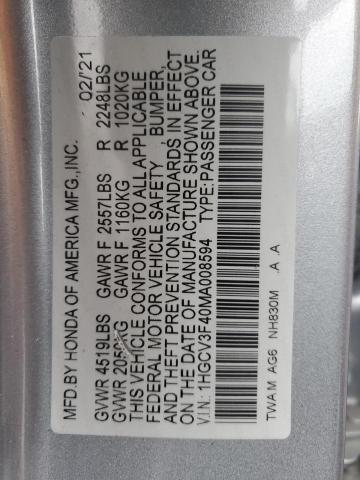 MFD.BY HONDA OF AMERICA MFG.,INC. 02/'21
GVWR 4519LBS GAWR F 2557LBS R 2248LBS
GVWR 2050KG GAWR F 1160KG R 1020KG
THIS VEHICLE CONFORMS TO ALL APPLICABLE
FEDERAL MOTOR VEHICLE SAFETY , BUMPER,
AND THEFT PREVENTION STANDARDS IN EFFECT
ON THE DATE OF MANUFACTURE SHOWN ABOVE.
V.I.N.: 1HGCV3F40MA008594 TYPE:PASSENGER CAR
TWA M AG6 NH830M .A .A